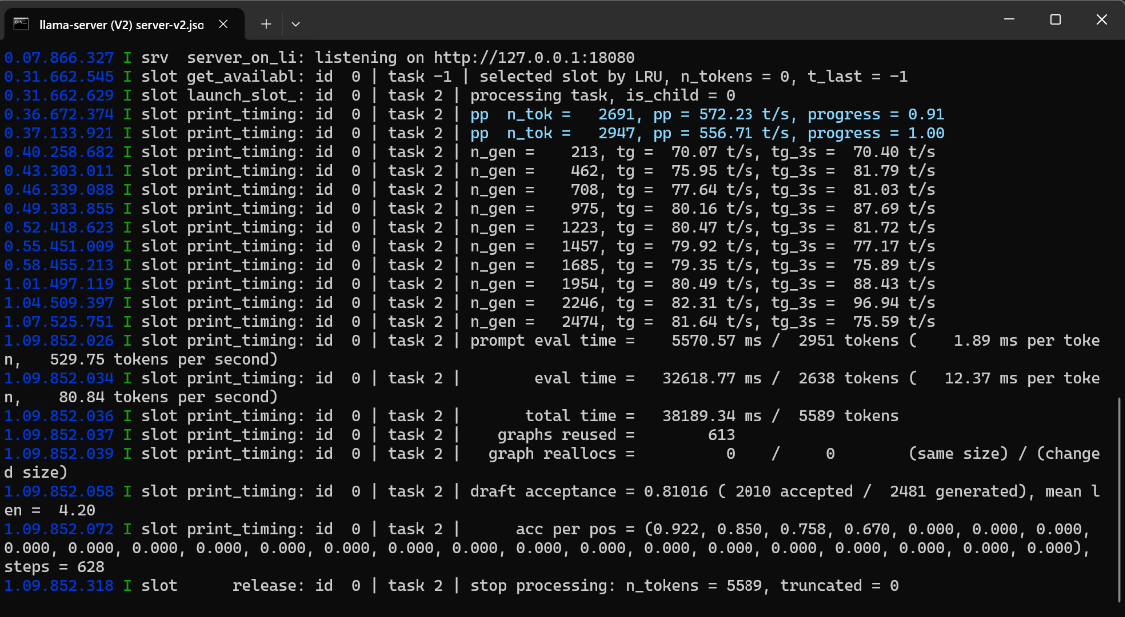 llama-server (V2) server-v2.jso
0.07.866.327 I srv  server_on_li: listening on http://127.0.0.1:18080
0.31.662.545 I slot get_availabl: id  0 | task -1 | selected slot by LRU, n_tokens = 0, t_last = -1
0.31.662.629 I slot launch_slot_: id  0 | task 2 | processing task, is_child = 0
0.36.672.374 I slot print_timing: id  0 | task 2 | pp  n_tok =   2691, pp = 572.23 t/s, progress = 0.91
0.37.133.921 I slot print_timing: id  0 | task 2 | pp  n_tok =   2947, pp = 556.71 t/s, progress = 1.00
0.40.258.682 I slot print_timing: id  0 | task 2 | n_gen =    213, tg =  70.07 t/s, tg_3s =  70.40 t/s
0.43.303.011 I slot print_timing: id  0 | task 2 | n_gen =    462, tg =  75.95 t/s, tg_3s =  81.79 t/s
0.46.339.088 I slot print_timing: id  0 | task 2 | n_gen =    708, tg =  77.64 t/s, tg_3s =  81.03 t/s
0.49.383.855 I slot print_timing: id  0 | task 2 | n_gen =    975, tg =  80.16 t/s, tg_3s =  87.69 t/s
0.52.418.623 I slot print_timing: id  0 | task 2 | n_gen =   1223, tg =  80.47 t/s, tg_3s =  81.72 t/s
0.55.451.009 I slot print_timing: id  0 | task 2 | n_gen =   1457, tg =  79.92 t/s, tg_3s =  77.17 t/s
0.58.455.213 I slot print_timing: id  0 | task 2 | n_gen =   1685, tg =  79.35 t/s, tg_3s =  75.89 t/s
1.01.497.119 I slot print_timing: id  0 | task 2 | n_gen =   1954, tg =  80.49 t/s, tg_3s =  88.43 t/s
1.04.509.397 I slot print_timing: id  0 | task 2 | n_gen =   2246, tg =  82.31 t/s, tg_3s =  96.94 t/s
1.07.525.751 I slot print_timing: id  0 | task 2 | n_gen =   2474, tg =  81.64 t/s, tg_3s =  75.59 t/s
1.09.852.026 I slot print_timing: id  0 | task 2 | prompt eval time =    5570.57 ms /  2951 tokens (    1.89 ms per toke
n,   529.75 tokens per second)
1.09.852.034 I slot print_timing: id  0 | task 2 |        eval time =   32618.77 ms /  2638 tokens (   12.37 ms per toke
n,    80.84 tokens per second)
1.09.852.036 I slot print_timing: id  0 | task 2 |       total time =   38189.34 ms /  5589 tokens
1.09.852.037 I slot print_timing: id  0 | task 2 |    graphs reused =        613
1.09.852.039 I slot print_timing: id  0 | task 2 |   graph reallocs =          0    /     0        (same size) / (change
d size)
1.09.852.058 I slot print_timing: id  0 | task 2 | draft acceptance = 0.81016 ( 2010 accepted /  2481 generated), mean l
en =  4.20
1.09.852.072 I slot print_timing: id  0 | task 2 |      acc per pos = (0.922, 0.850, 0.758, 0.670, 0.000, 0.000, 0.000,
0.000, 0.000, 0.000, 0.000, 0.000, 0.000, 0.000, 0.000, 0.000, 0.000, 0.000, 0.000, 0.000, 0.000, 0.000, 0.000, 0.000),
steps = 628
1.09.852.318 I slot      release: id  0 | task 2 | stop processing: n_tokens = 5589, truncated = 0